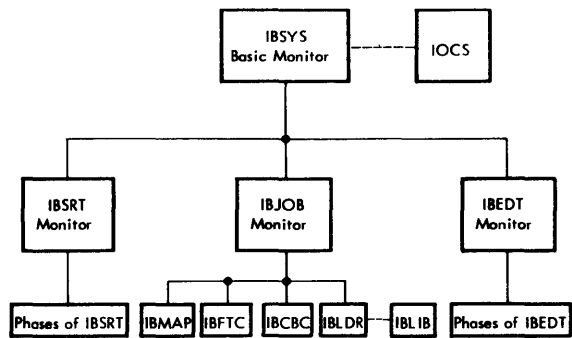 IBSYS
Basic Monitor
IOCS
IBSRT
Monitor
IBJOB
Monitor
IBEDT
Monitor
Phases of IBSRT
IBMAP
IBFTC
IBCBC
IBLDR
IBLIB
Phases of IBEDT